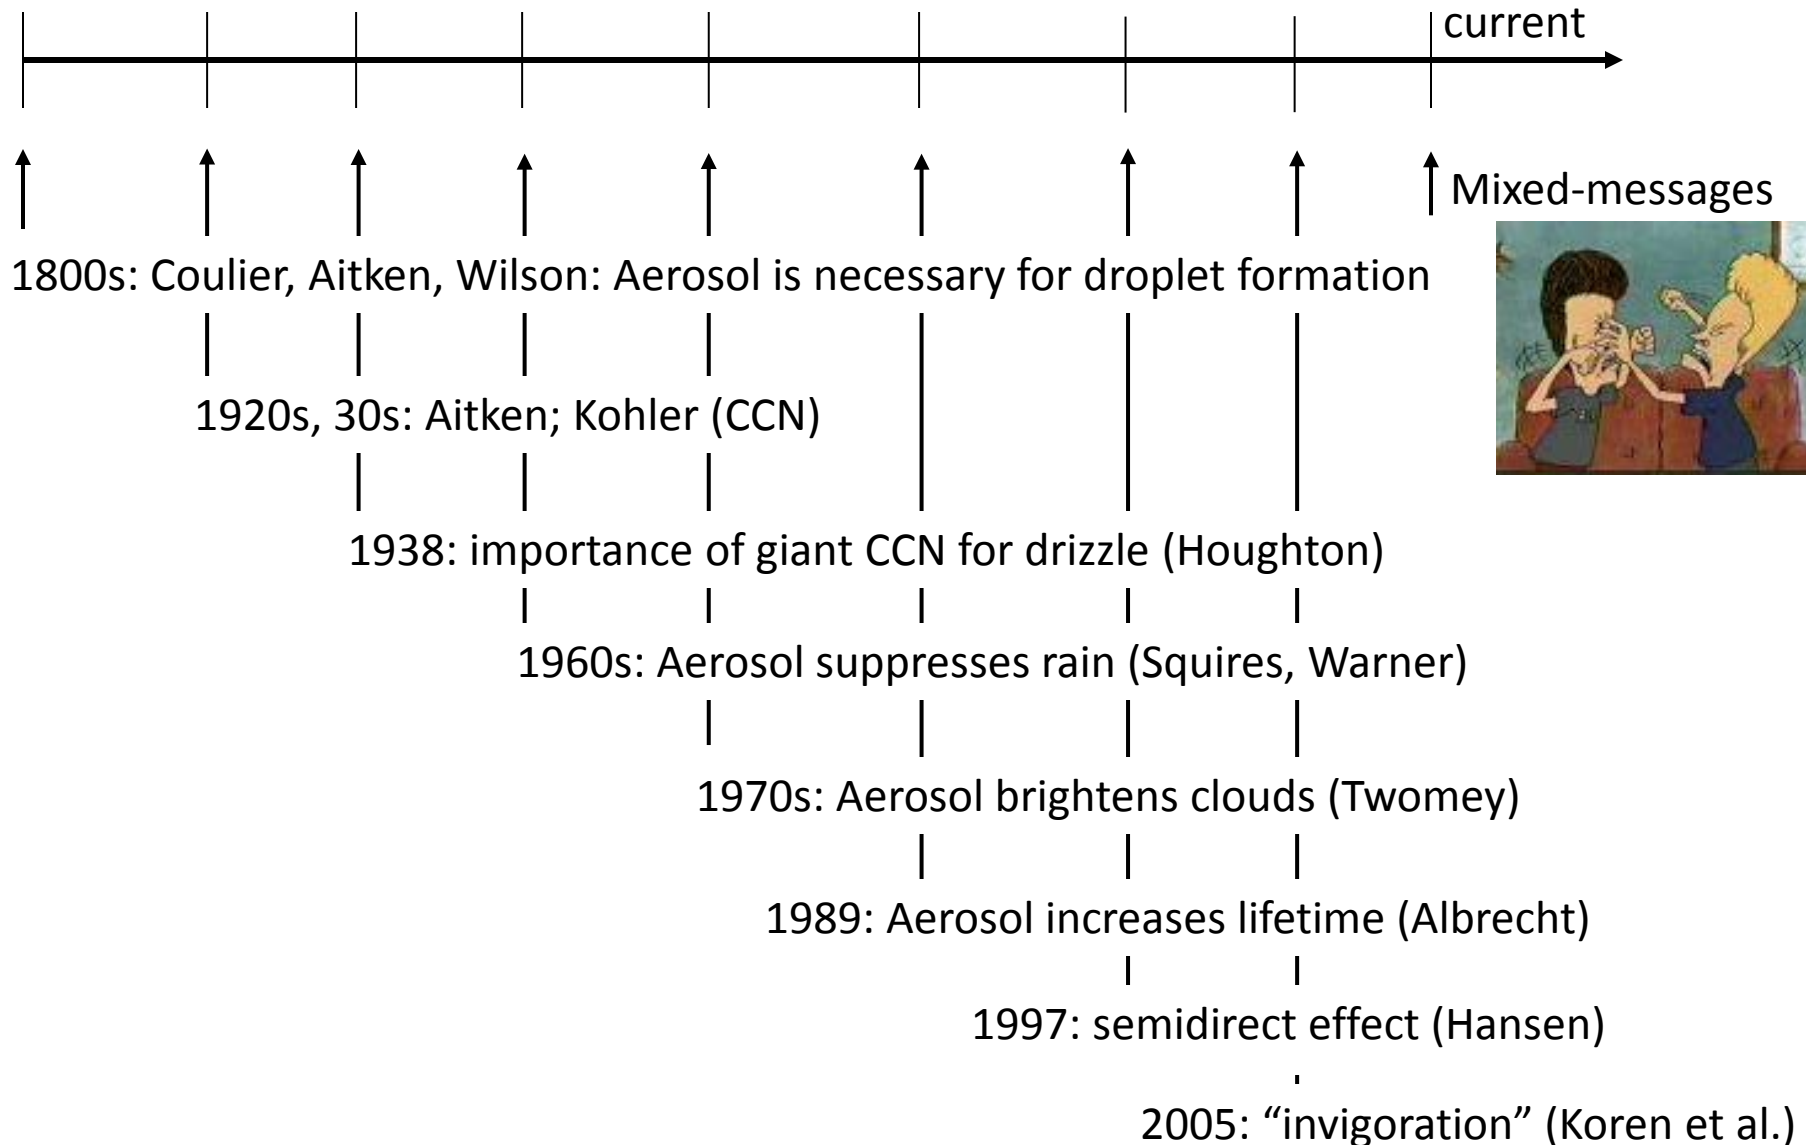 current
Mixed-messages
1800s: Coulier, Aitken, Wilson: Aerosol is necessary for droplet formation
1920s, 30s: Aitken; Kohler (CCN)
1938: importance of giant CCN for drizzle (Houghton)
1960s: Aerosol suppresses rain (Squires, Warner)
1970s: Aerosol brightens clouds (Twomey)
1989: Aerosol increases lifetime (Albrecht)
1997: semidirect effect (Hansen)
2005: “invigoration” (Koren et al.)